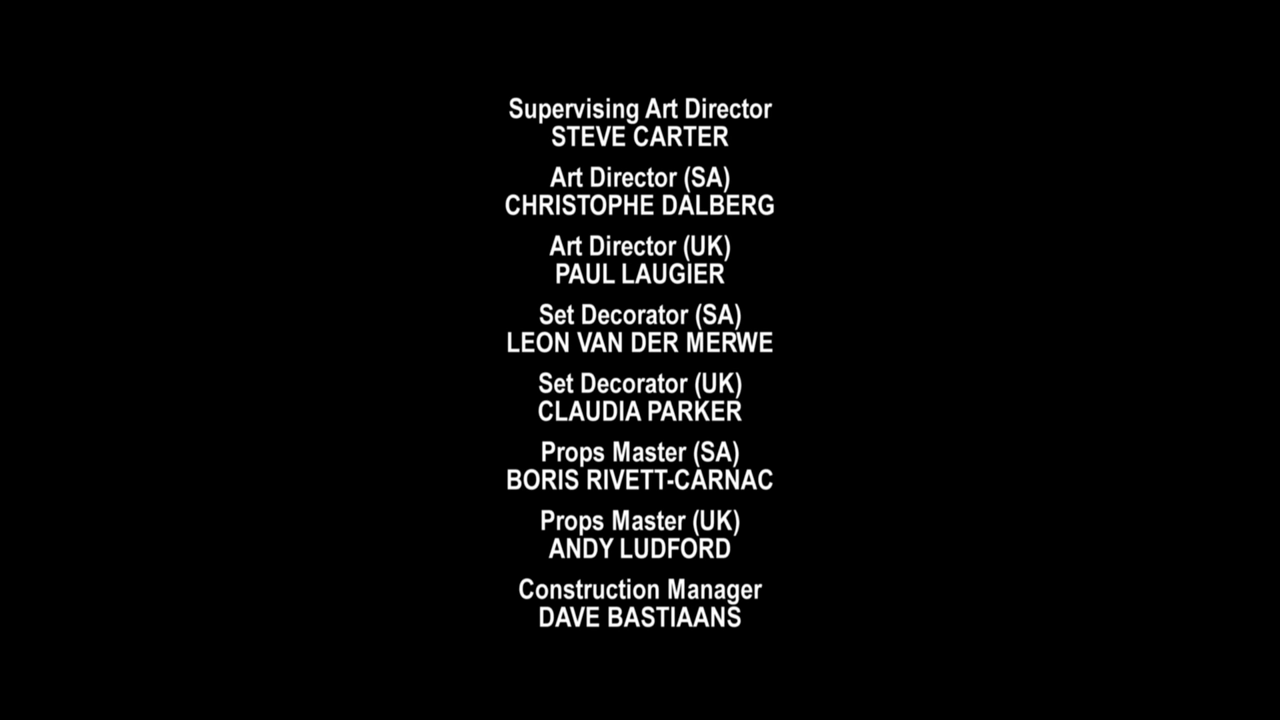 Supervising Art Director
STEVE CARTER
Art Director (SA)
CHRISTOPHE DALBERG
Art Director (UK)
PAUL LAUGIER
Set Decorator (SA)
LEON VAN DER MERWE
Set Decorator (UK)
CLAUDIA PARKER
Props Master (SA)
BORIS RIVETT-CARNAC
Props Master (UK)
ANDY LUDFORD
Construction Manager
DAVE BASTIAANS